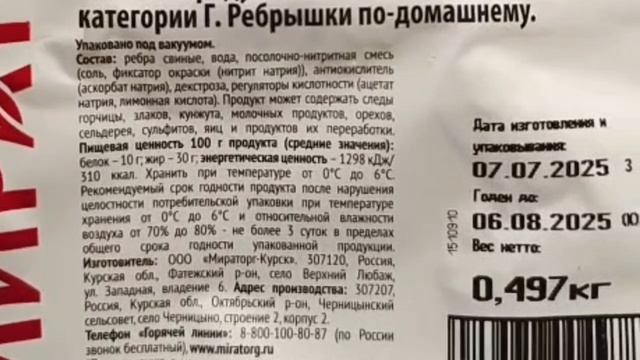 категории Г. Ребрышки по-домашнему.
Упаковано под вакуумом.
Состав: ребра свиные, вода, посолочно-нитритная смесь
(соль, фиксатор окраски (нитрит натрия)), антиокислитель
(аскорбат натрия), декстроза, регуляторы кислотности (ацетат
натрия, лимонная кислота). Продукт может содержать следы
горчицы, злаков, кунжута, молочных продуктов, орехов,
сельдерея, сульфитов, яиц и продуктов их переработки.
Пищевая ценность 100 г продукта (средние значения):
белок – 10 г; жир – 30 г; энергетическая ценность – 1298 кДж/
310 ккал. Хранить при температуре от 0°С до 6°С.
Рекомендуемый срок годности продукта после нарушения
целостности потребительской упаковки при температуре
хранения от 0°С до 6°С и относительной влажности
воздуха от 70% до 80% - не более 3 суток в пределах
общего срока годности упакованной продукции.
Изготовитель: ООО «Мираторг-Курск». 307120, Россия,
Курская обл., Фатежский р-он, село Верхний Любаж,
ул. Западная, владение 6. Адрес производства: 307207,
Россия, Курская обл., Октябрьский р-он, Черницынский
сельсовет, село Черницыно, строение 2, корпус 2.
Телефон «Горячей линии»: 8-800-100-80-87 (по России
звонок бесплатный), www.miratorg.ru
Дата изготовления и
упаковывания:
07.07.2025 3
Годен до:
06.08.2025 00
Вес нетто:
0,497кг
1510910